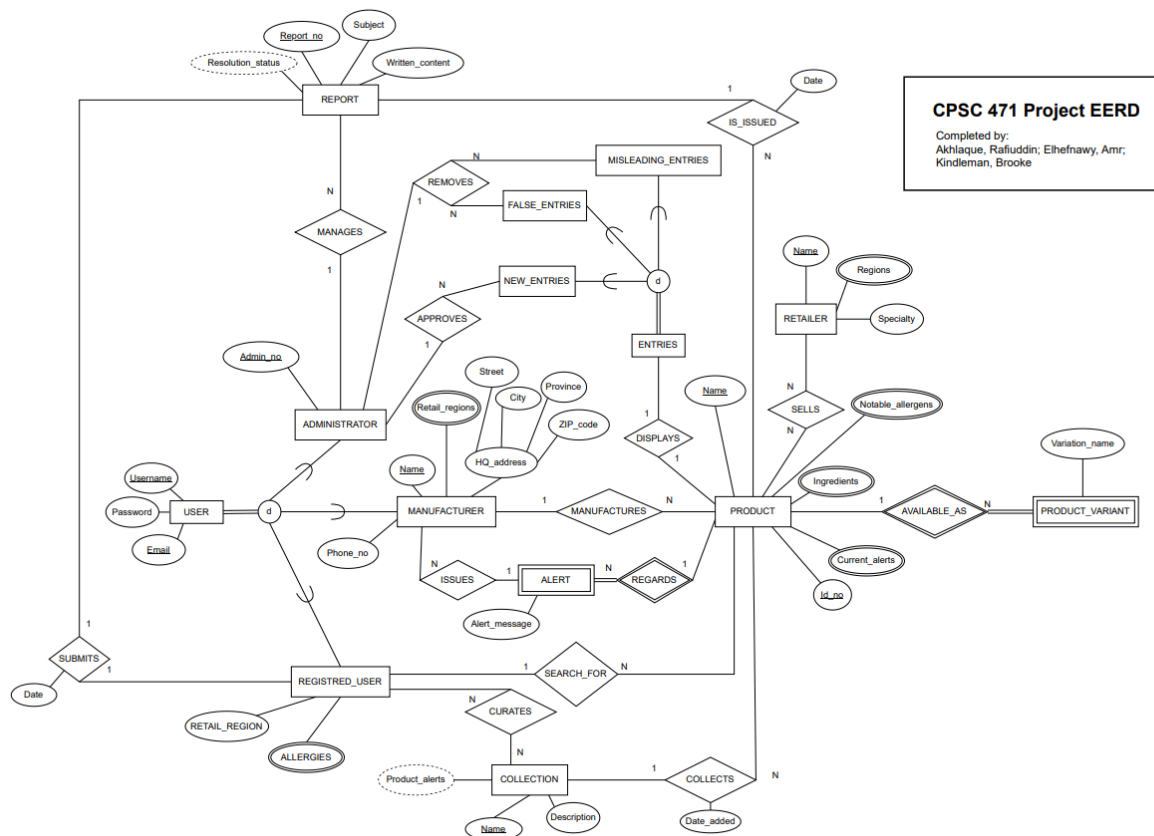 Subject
Report_no
Resolution_status
Written_content
REPORT
1
Date
IS_ISSUED
N
CPSC 471 Project EERD
Completed by:
Akhlaque, Rafiuddin; Elhefnawy, Amr;
Kindleman, Brooke
N
MISLEADING_ENTRIES
REMOVES
1
N
FALSE_ENTRIES
N
MANAGES
1
Name
Regions
RETAILER
Specialty
N
NEW_ENTRIES
d
APPROVES
1
ENTRIES
Admin_no
Street
City
Province
ZIP_code
Retail_regions
HQ_address
Name
ADMINISTRATOR
1
DISPLAYS
1
Name
N
SELLS
N
Notable_allergens
Variation_name
Ingredients
Username
Password
USER
Email
d
MANUFACTURER
1
MANUFACTURES
N
PRODUCT
1
AVAILABLE_AS
N
PRODUCT_VARIANT
Phone_no
Current_alerts
Id_no
N
ISSUES
1
ALERT
N
REGARDS
1
Alert_message
1
SUBMITS
1
Date
REGISTRED_USER
1
SEARCH_FOR
N
RETAIL_REGION
ALLERGIES
N
CURATES
N
Product_alerts
COLLECTION
1
COLLECTS
N
Name
Description
Date_added